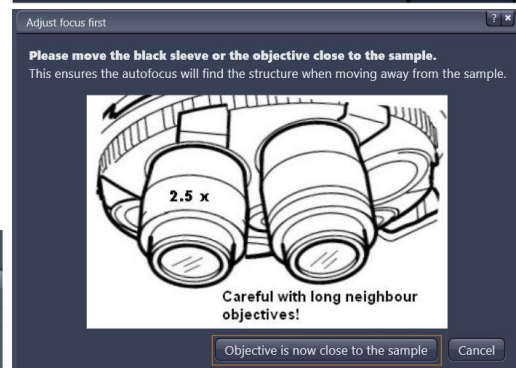 Adjust focus first
? ×
Please move the black sleeve or the objective close to the sample.
This ensures the autofocus will find the structure when moving away from the sample.
2.5 x
Careful with long neighbour
objectives!
Objective is now close to the sample
Cancel